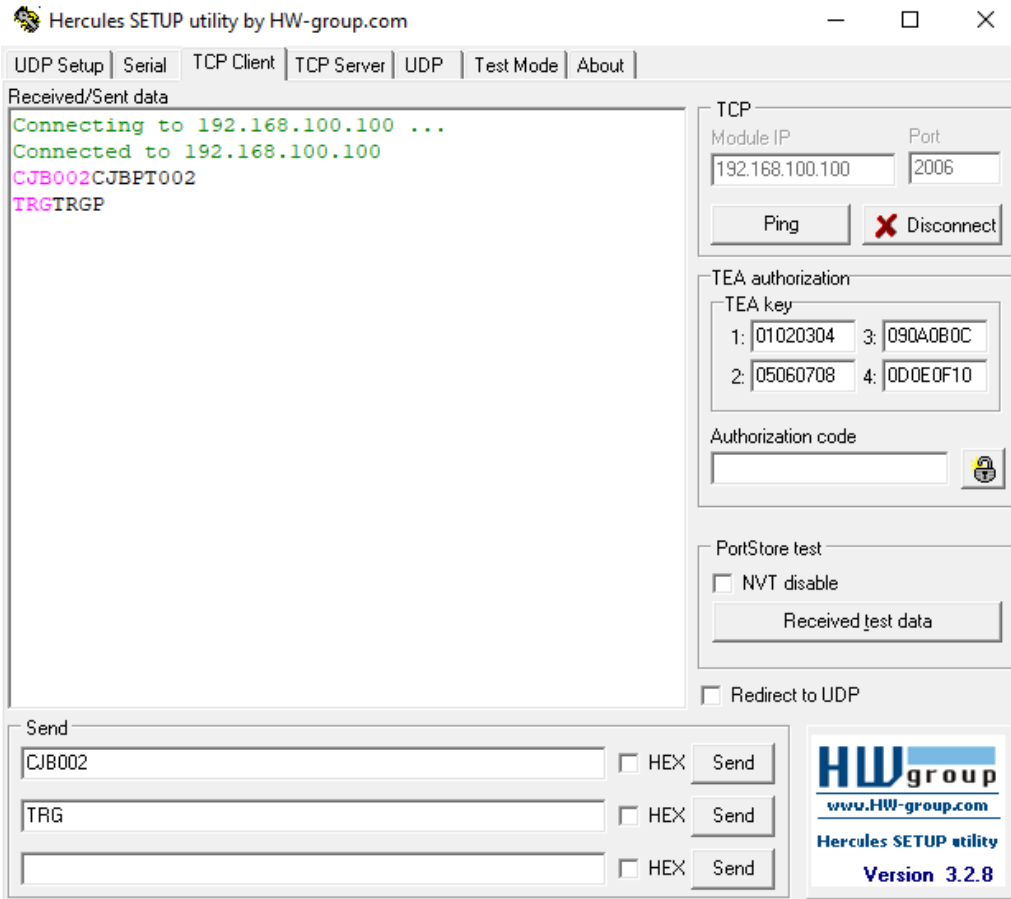 Hercules SETUP utility by HW-group.com
UDP Setup Serial TCP Client TCP Server UDP Test Mode About
Received/Sent data
Connecting to 192.168.100.100 ...
Connected to 192.168.100.100
CJB002CJBPT002
TRGTRGP
TCP
Module IP Port
192.168.100.100 2006
Ping Disconnect
TEA authorization
TEA key
1: 01020304 3: 090A0B0C
2: 05060708 4: 0D0E0F10
Authorization code
PortStore test
NVT disable
Received test data
Redirect to UDP
Send
CJB002 HEX Send
TRG HEX Send
HEX Send
HWgroup
www.HW-group.com
Hercules SETUP utility
Version 3.2.8